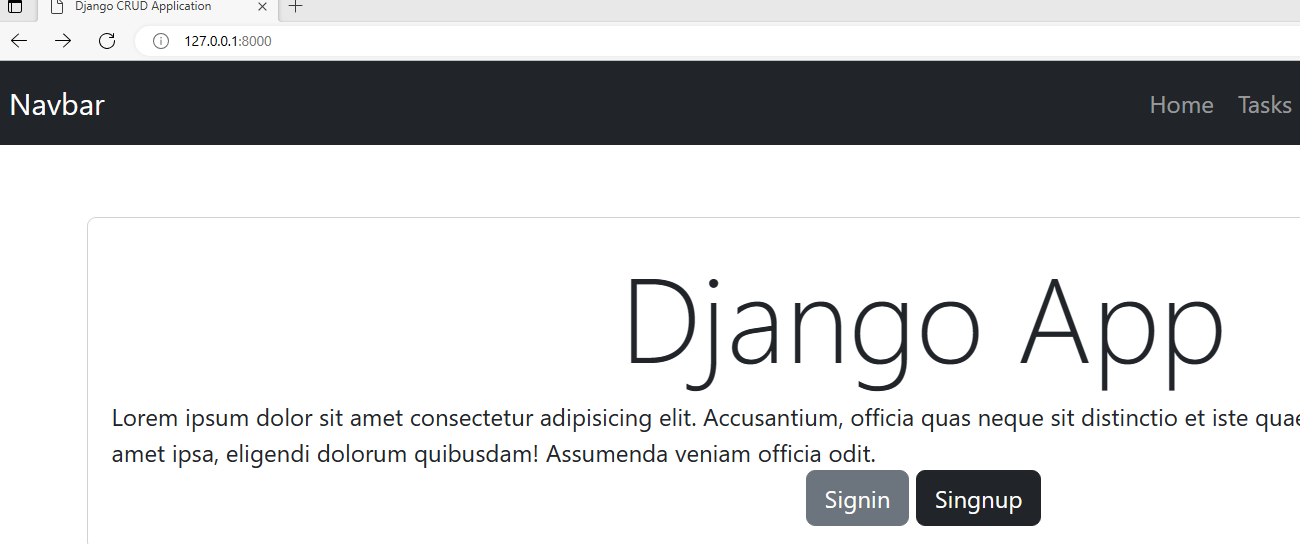 Django CRUD Application
127.0.0.1:8000
Navbar
Home Tasks
Django App
Lorem ipsum dolor sit amet consectetur adipisicing elit. Accusantium, officia quas neque sit distinctio et iste
amet ipsa, eligendi dolorum quibusdam! Assumenda veniam officia odit.
Signin Singnup